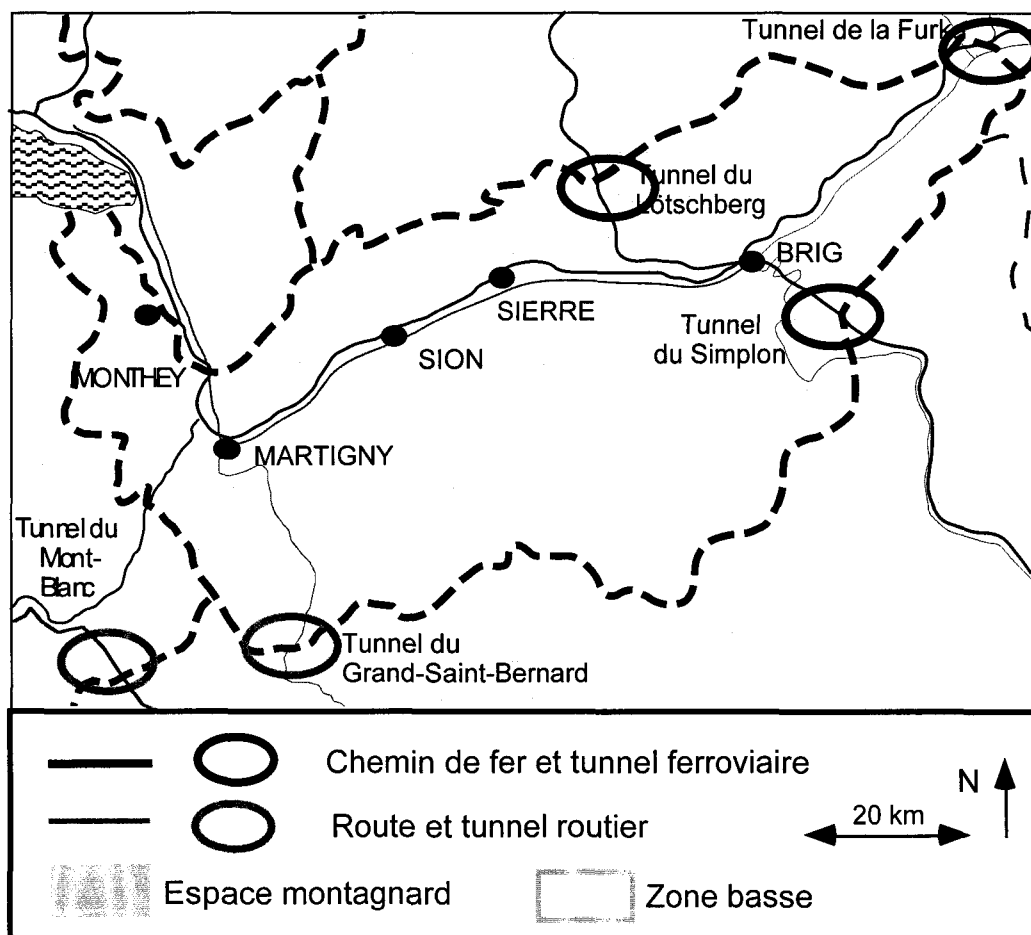 Tunnel de la Furka
Tunnel du
Lötschberg
BRIG
SIERRE
Tunnel
du Simplon
SION
MONTHEY
MARTIGNY
Tunnel du
Mont-
Blanc
Tunnel du
Grand-Saint-Bernard
Chemin de fer et tunnel ferroviaire
N
Route et tunnel routier
20 km
Espace montagnard
Zone basse